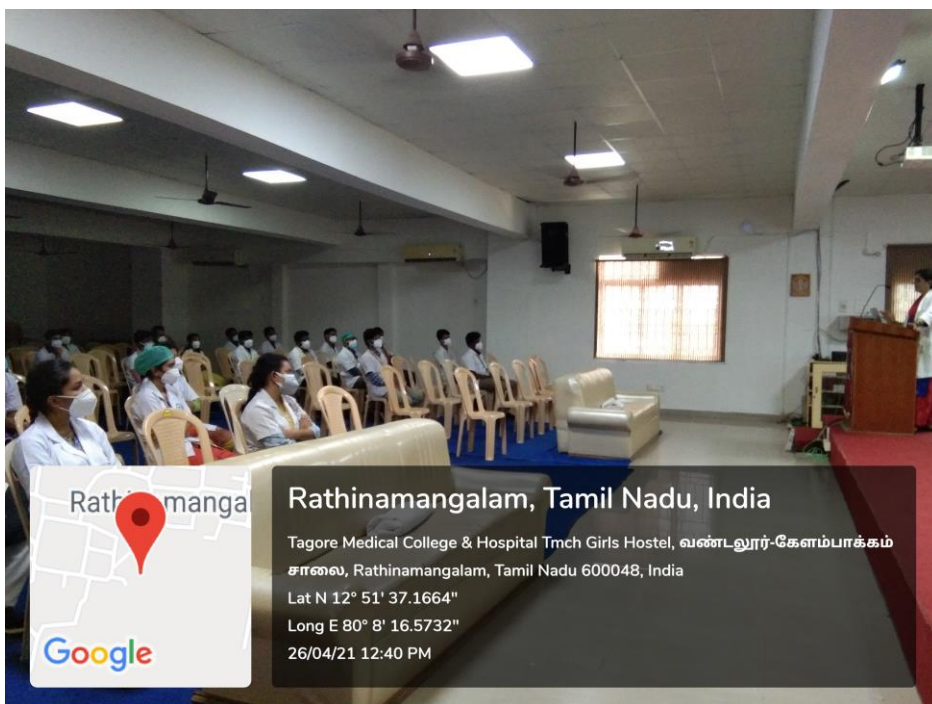 Rathinamanga
Google
Rathinamangalam, Tamil Nadu, India
Tagore Medical College & Hospital Tmch Girls Hostel, வண்டலூர்-கேளம்பாக்கம்
சாலை, Rathinamangalam, Tamil Nadu 600048, India
Lat N 12° 51' 37.1664"
Long E 80° 8' 16.5732"
26/04/21 12:40 PM